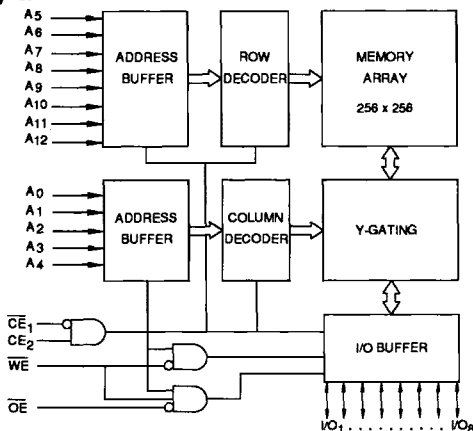 A5
A6
A7
A8
A9
A10
A11
A12
ADDRESS
BUFFER
ROW
DECODER
MEMORY
ARRAY
256 x 256
A0
A1
A2
A3
A4
ADDRESS
BUFFER
COLUMN
DECODER
Y-GATING
CE1
CE2
WE
OE
I/O BUFFER
I/O1 . . . . . . . . I/O8